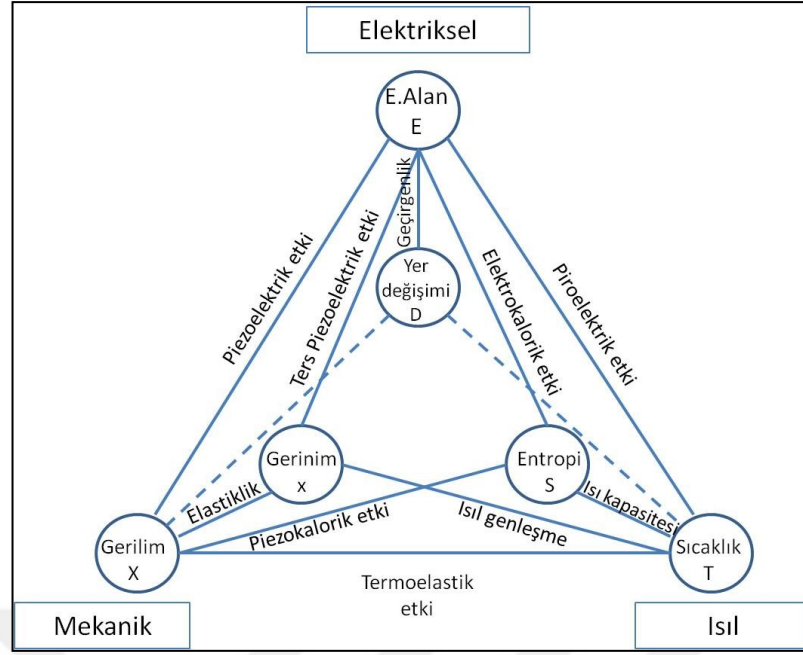 Elektriksel
E.Alan
E
Geçirgenlik
Piezoelektrik etki
Ters Piezoelektrik etki
Elektrokalorik etki
Piroelektrik etki
Yer
değişimi
D
Gerinim
x
Entropi
S
Elastiklik
Piezokalorik etki
Isıl genleşme
Isı kapasitesi
Gerilim
X
Sıcaklık
T
Termoelastik
etki
Mekanik
Isıl